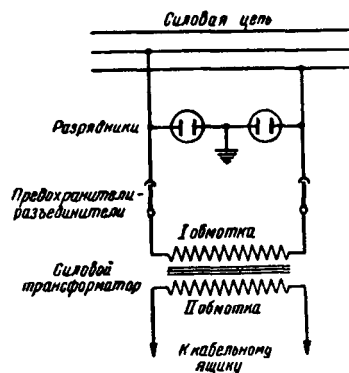 Силовая цепь
Разрядники
Предохранители-
разъединители
I обмотка
Силовой
трансформатор
II обмотка
К кабельному
ящику